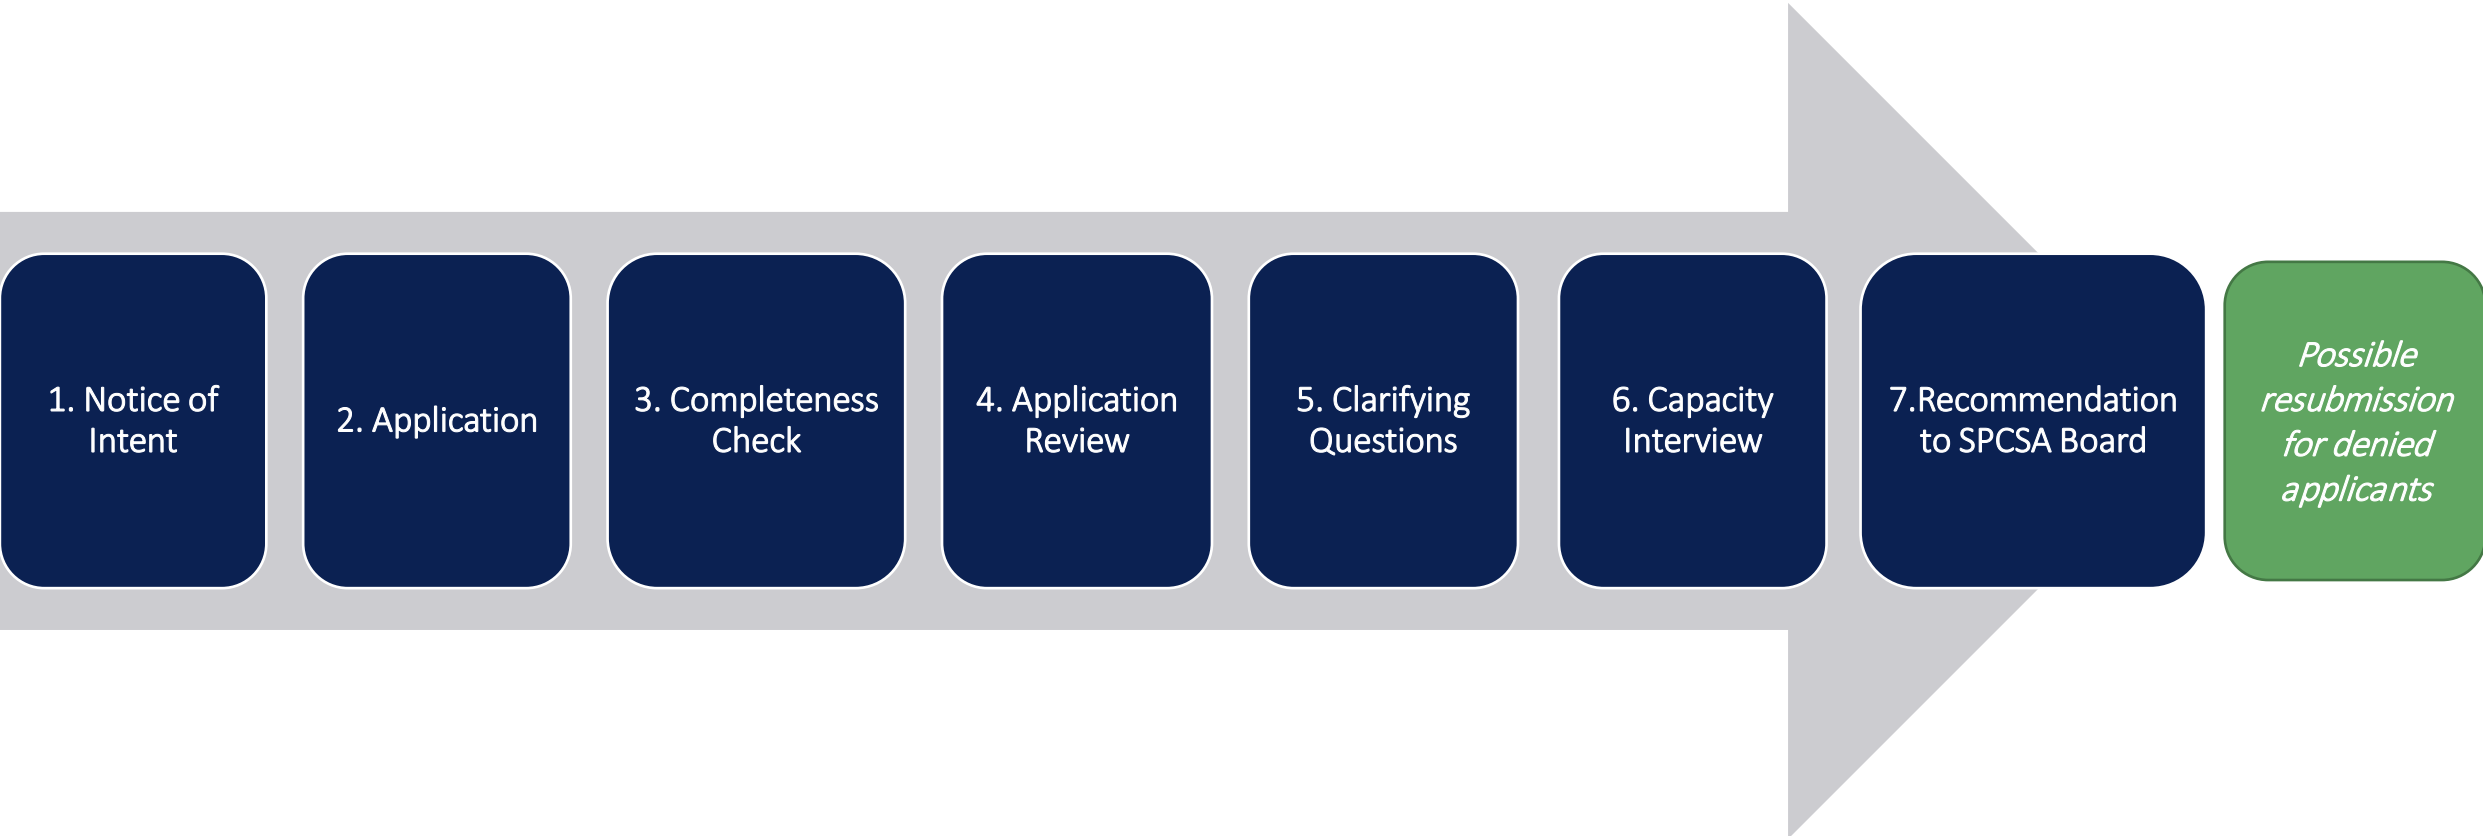 1. Notice of
Intent
2. Application
3. Completeness
Check
4. Application
Review
5. Clarifying
Questions
6. Capacity
Interview
7.Recommendation
to SPCSA Board
Possible
resubmission
for denied
applicants